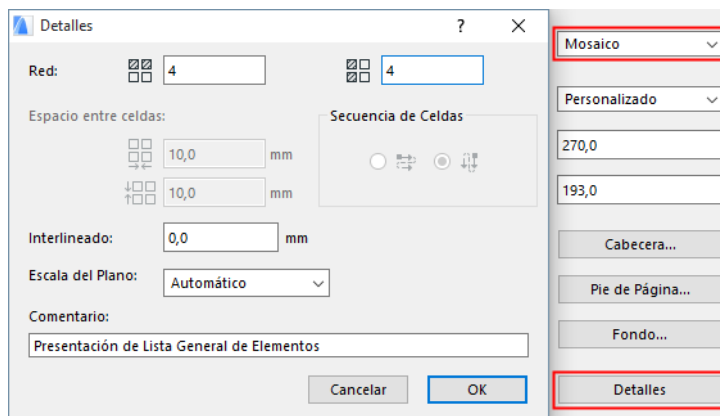 Detalles
?
Red:
4
4
Espacio entre celdas:
10,0 mm
10,0 mm
Secuencia de Celdas
Interlineado:
0,0 mm
Escala del Plano:
Automático
Comentario:
Presentación de Lista General de Elementos
Cancelar
OK
Mosaico
Personalizado
270,0
193,0
Cabecera...
Pie de Página...
Fondo...
Detalles